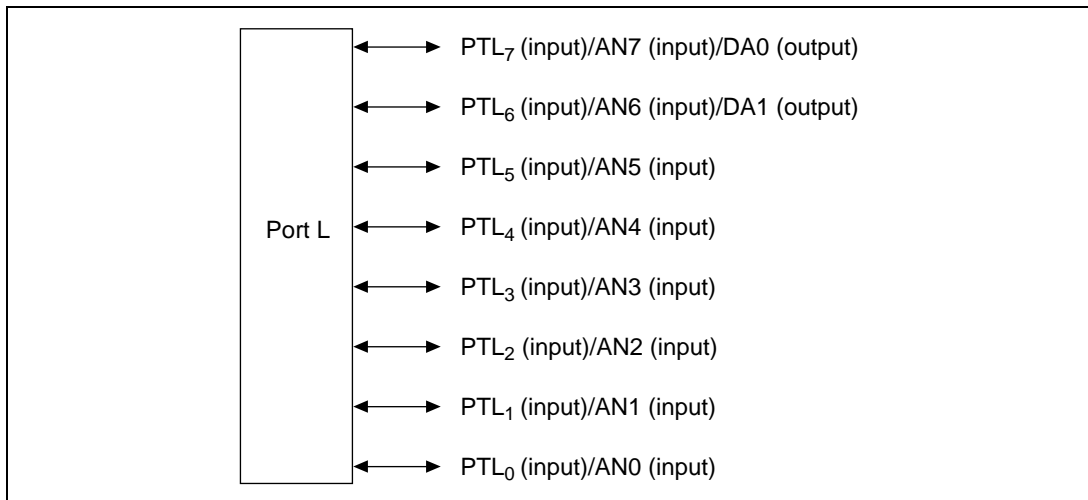 PTL₇ (input)/AN7 (input)/DA0 (output)
PTL₆ (input)/AN6 (input)/DA1 (output)
PTL₅ (input)/AN5 (input)
Port L
PTL₄ (input)/AN4 (input)
PTL₃ (input)/AN3 (input)
PTL₂ (input)/AN2 (input)
PTL₁ (input)/AN1 (input)
PTL₀ (input)/AN0 (input)